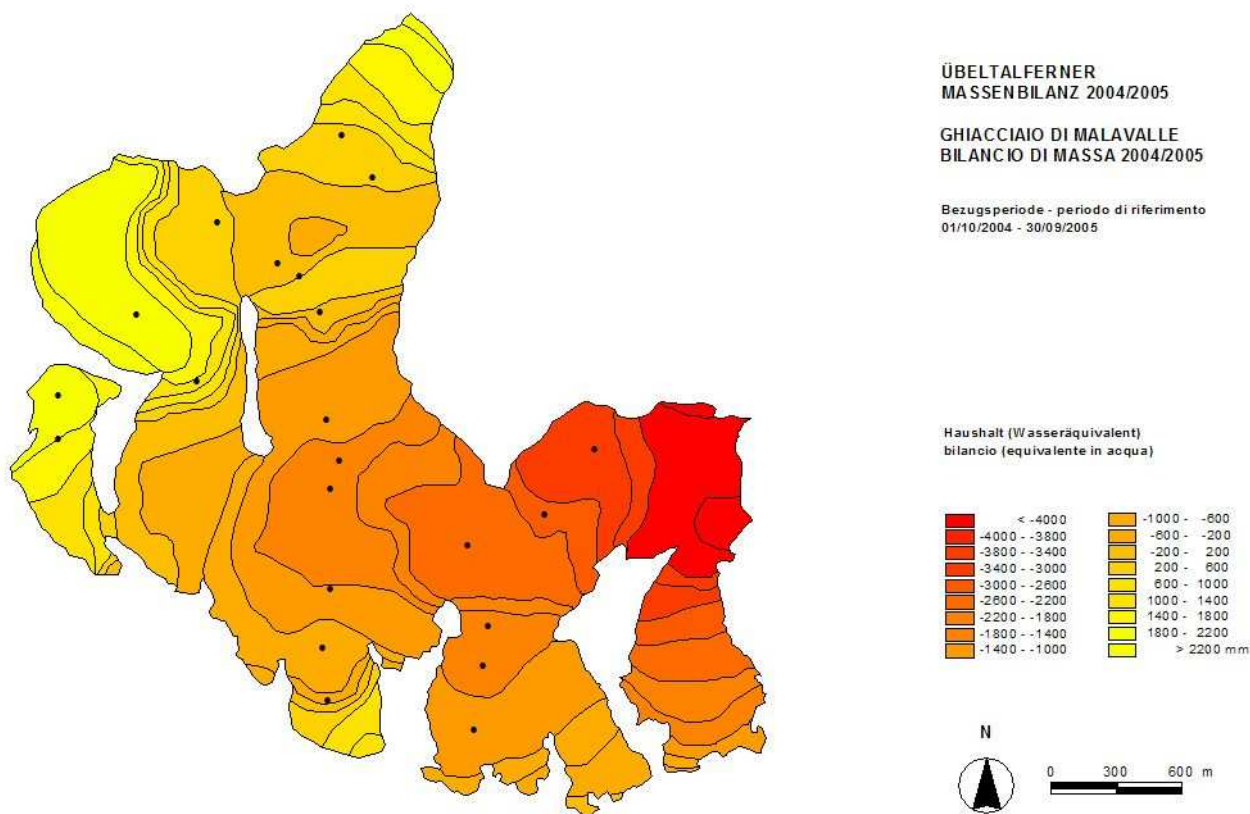 ÜBELTALFERNER
MASSENBILANZ 2004/2005
GHIACCIAIO DI MALAVALLE
BILANCIO DI MASSA 2004/2005
Bezugsperiode - periodo di riferimento
01/10/2004 - 30/09/2005
Haushalt (Wasseräquivalent)
bilancio (equivalente in acqua)
< -4000
-4000 - -3800
-3800 - -3400
-3400 - -3000
-3000 - -2600
-2600 - -2200
-2200 - -1800
-1800 - -1400
-1400 - -1000
-1000 - -600
-600 - -200
-200 - 200
200 - 600
600 - 1000
1000 - 1400
1400 - 1800
1800 - 2200
> 2200 mm
N
0 300 600 m